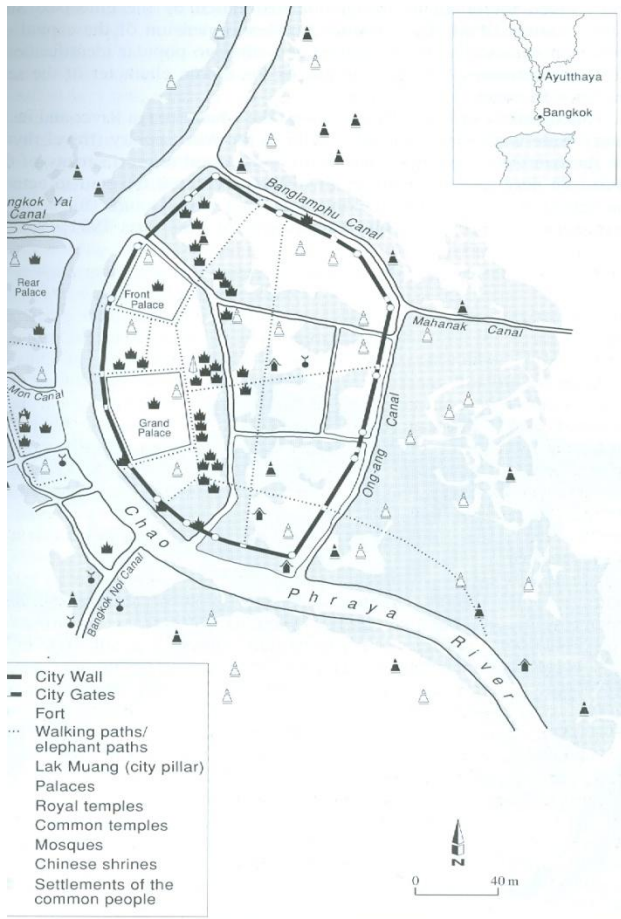 Ayutthaya
Bangkok
Banglamphu Canal
ngkok Yai
Canal
Rear
Palace
Front
Palace
Mahanak Canal
Mon Canal
Grand
Palace
Ong-ang Canal
Chao
Phraya
River
Bangkok Noi Canal
City Wall
City Gates
Fort
Walking paths/
elephant paths
Lak Muang (city pillar)
Palaces
Royal temples
Common temples
Mosques
Chinese shrines
Settlements of the
common people
N
0 40 m